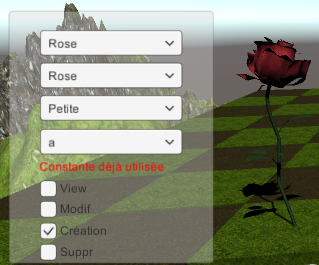 Rose
Rose
Petite
a
Constante déjà utilisée
View
Modif
Création
Suppr